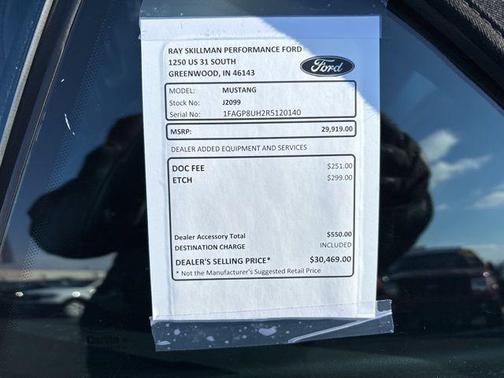 RAY SKILLMAN PERFORMANCE FORD
1250 US 31 SOUTH
GREENWOOD, IN 46143
Ford
MODEL: MUSTANG
Stock No: J2099
Serial No: 1FAGP8UH2R5120140
MSRP: 29,919.00
DEALER ADDED EQUIPMENT AND SERVICES
DOC FEE $251.00
ETCH $299.00
Dealer Accessory Total $550.00
DESTINATION CHARGE INCLUDED
DEALER'S SELLING PRICE* $30,469.00
* Not the Manufacturer's Suggested Retail Price